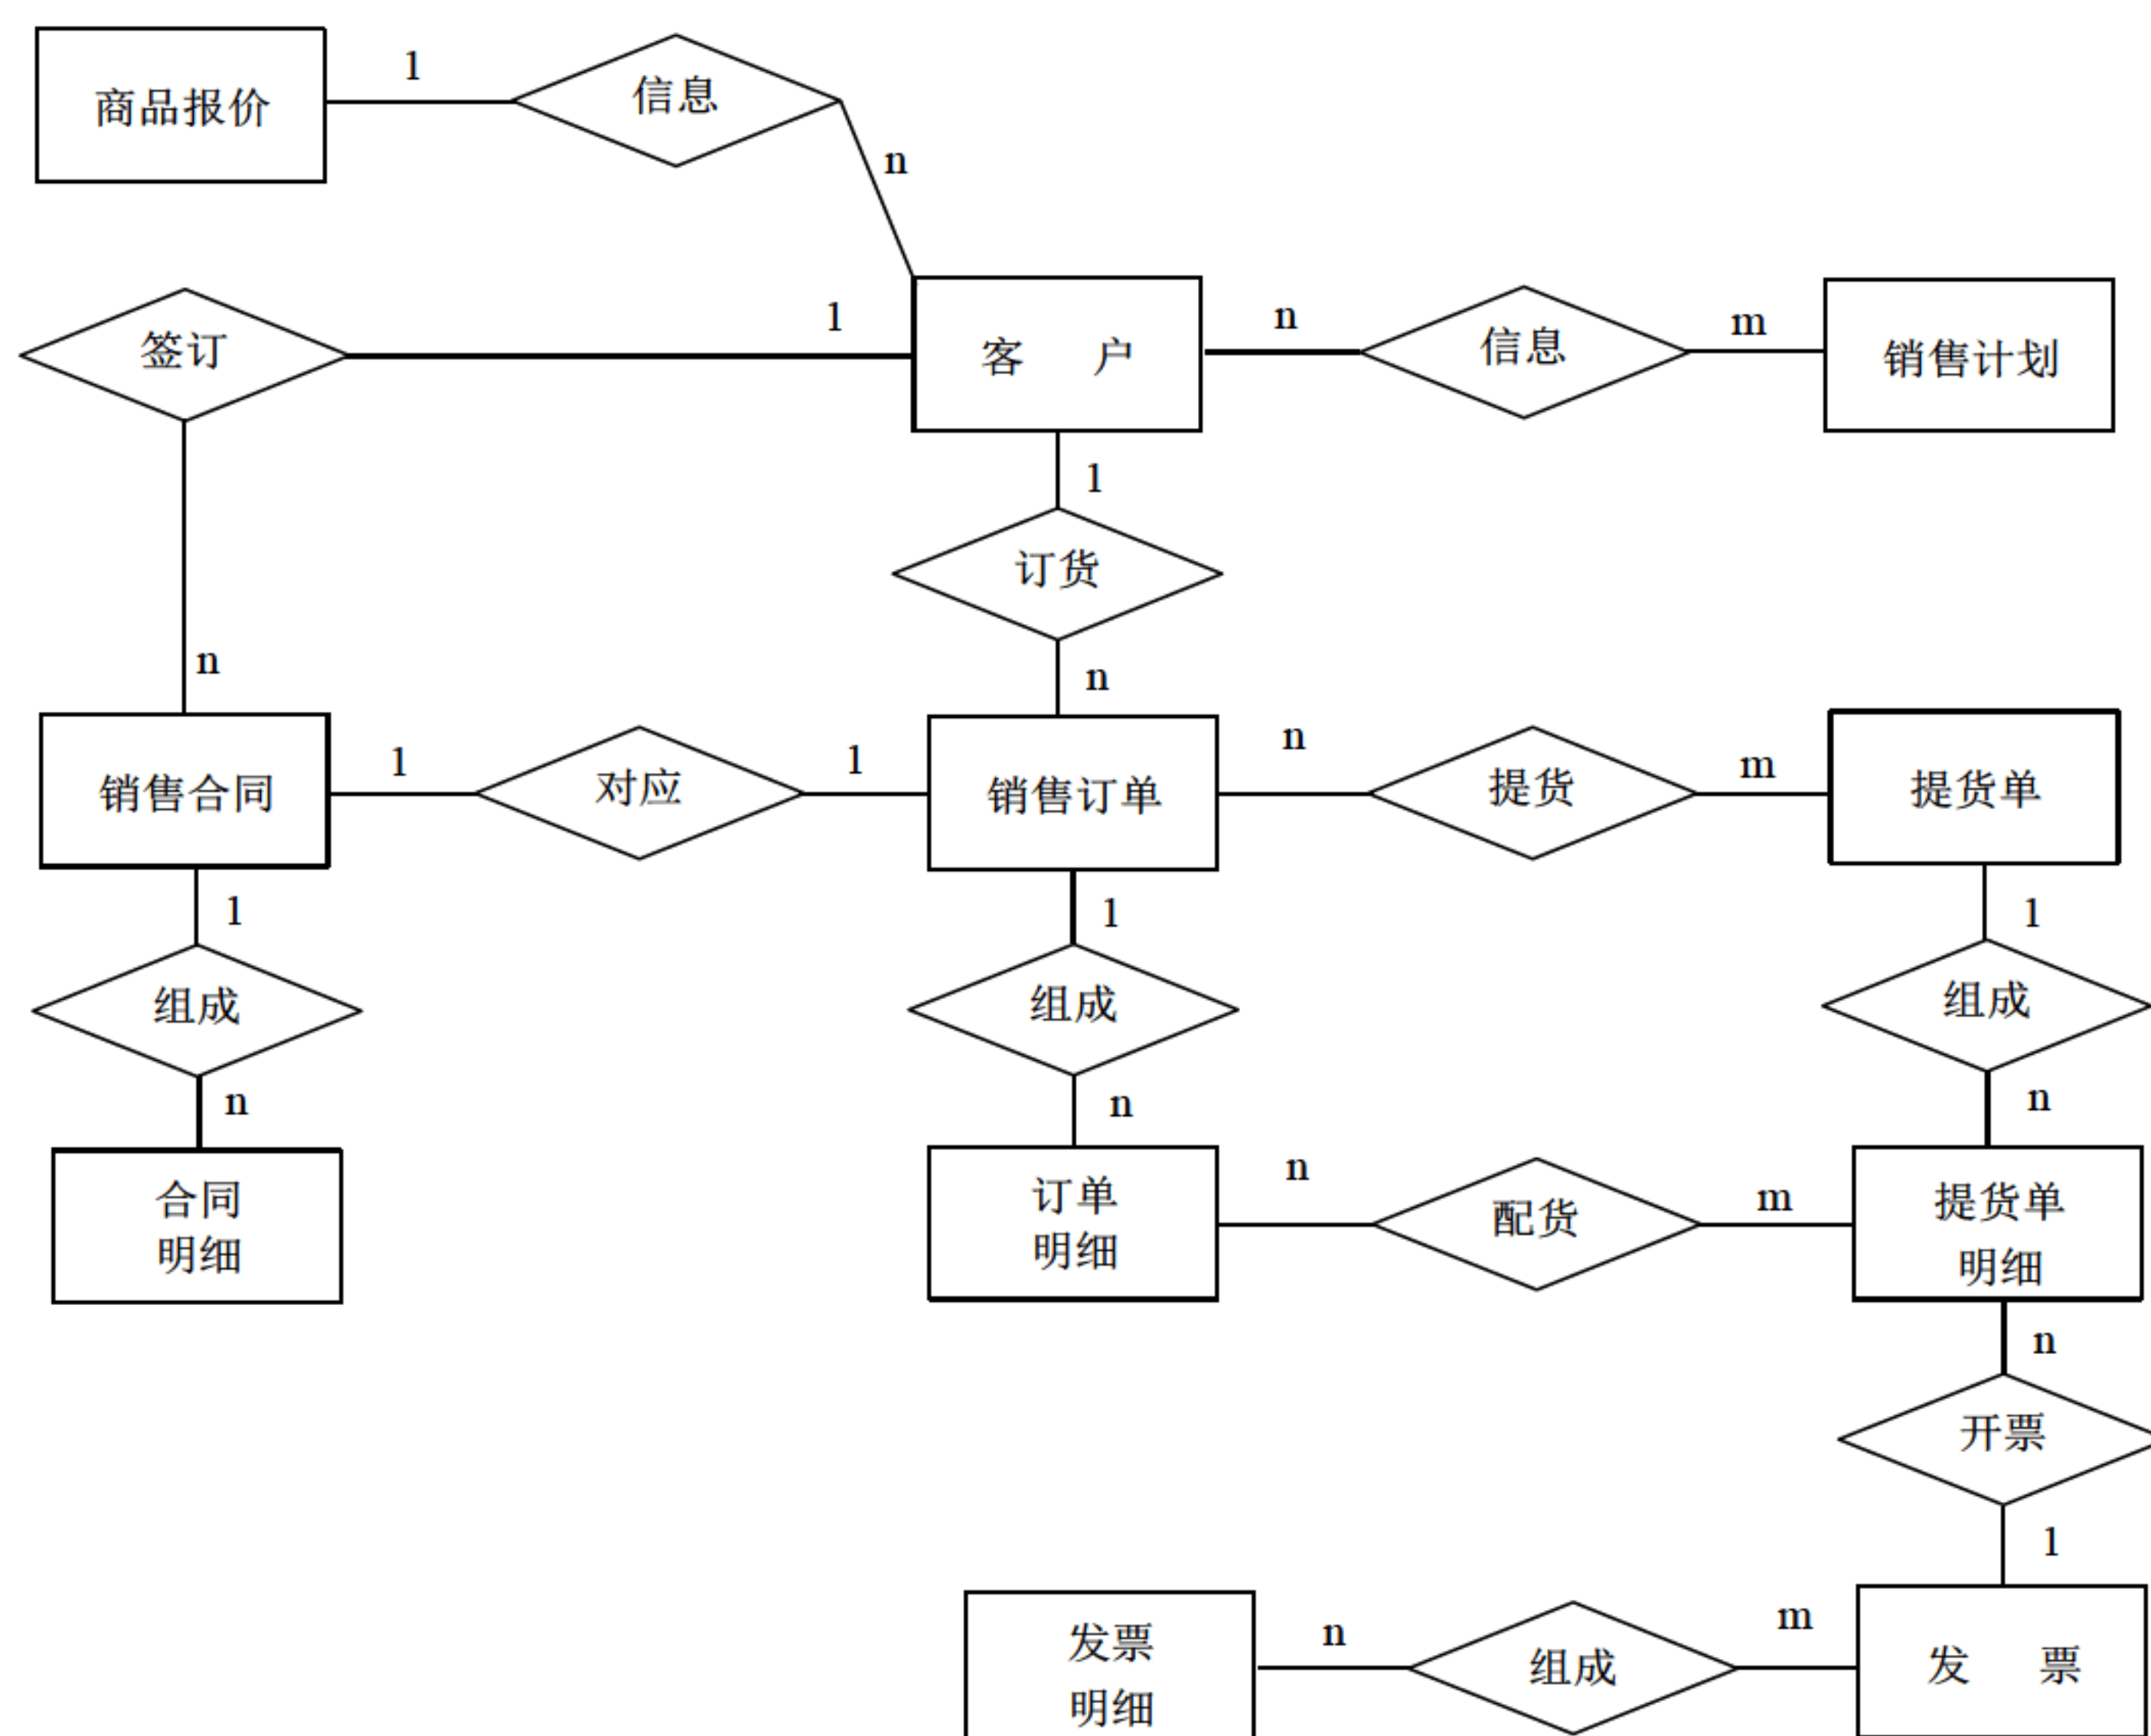 商品报价
1
信息
n
签订
1
客 户
n
信息
m
销售计划
1
订货
n
n
销售合同
1
对应
1
销售订单
n
提货
m
提货单
1
组成
n
1
组成
n
1
组成
n
合同
明细
订单
明细
n
配货
m
提货单
明细
n
开票
1
发票
明细
n
组成
m
发 票